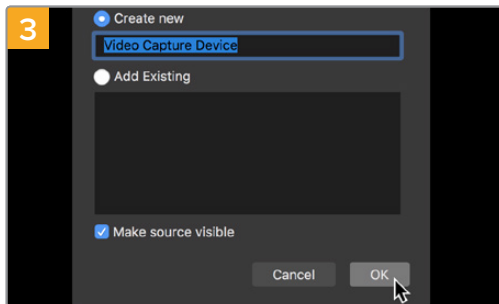 3
Create new
Video Capture Device
Add Existing
Make source visible
Cancel OK